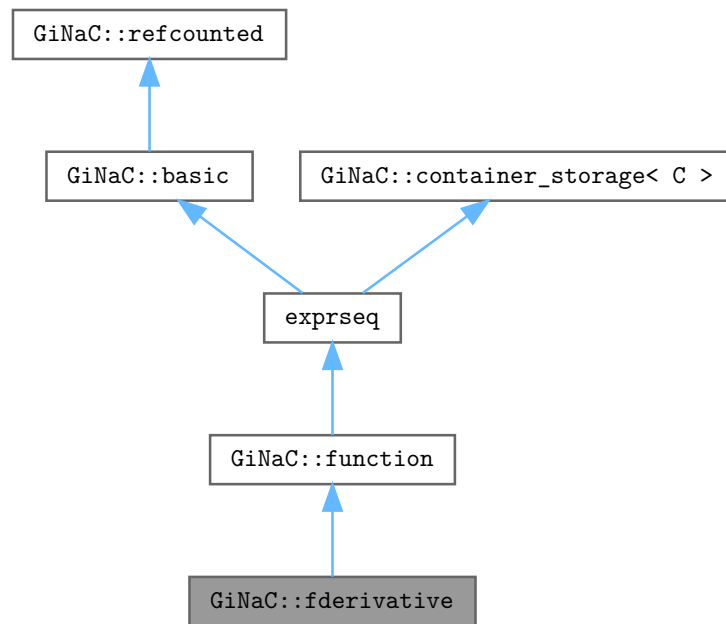 GiNaC::refcounted
GiNaC::basic
GiNaC::container_storage< C >
exprseq
GiNaC::function
GiNaC::fderivative